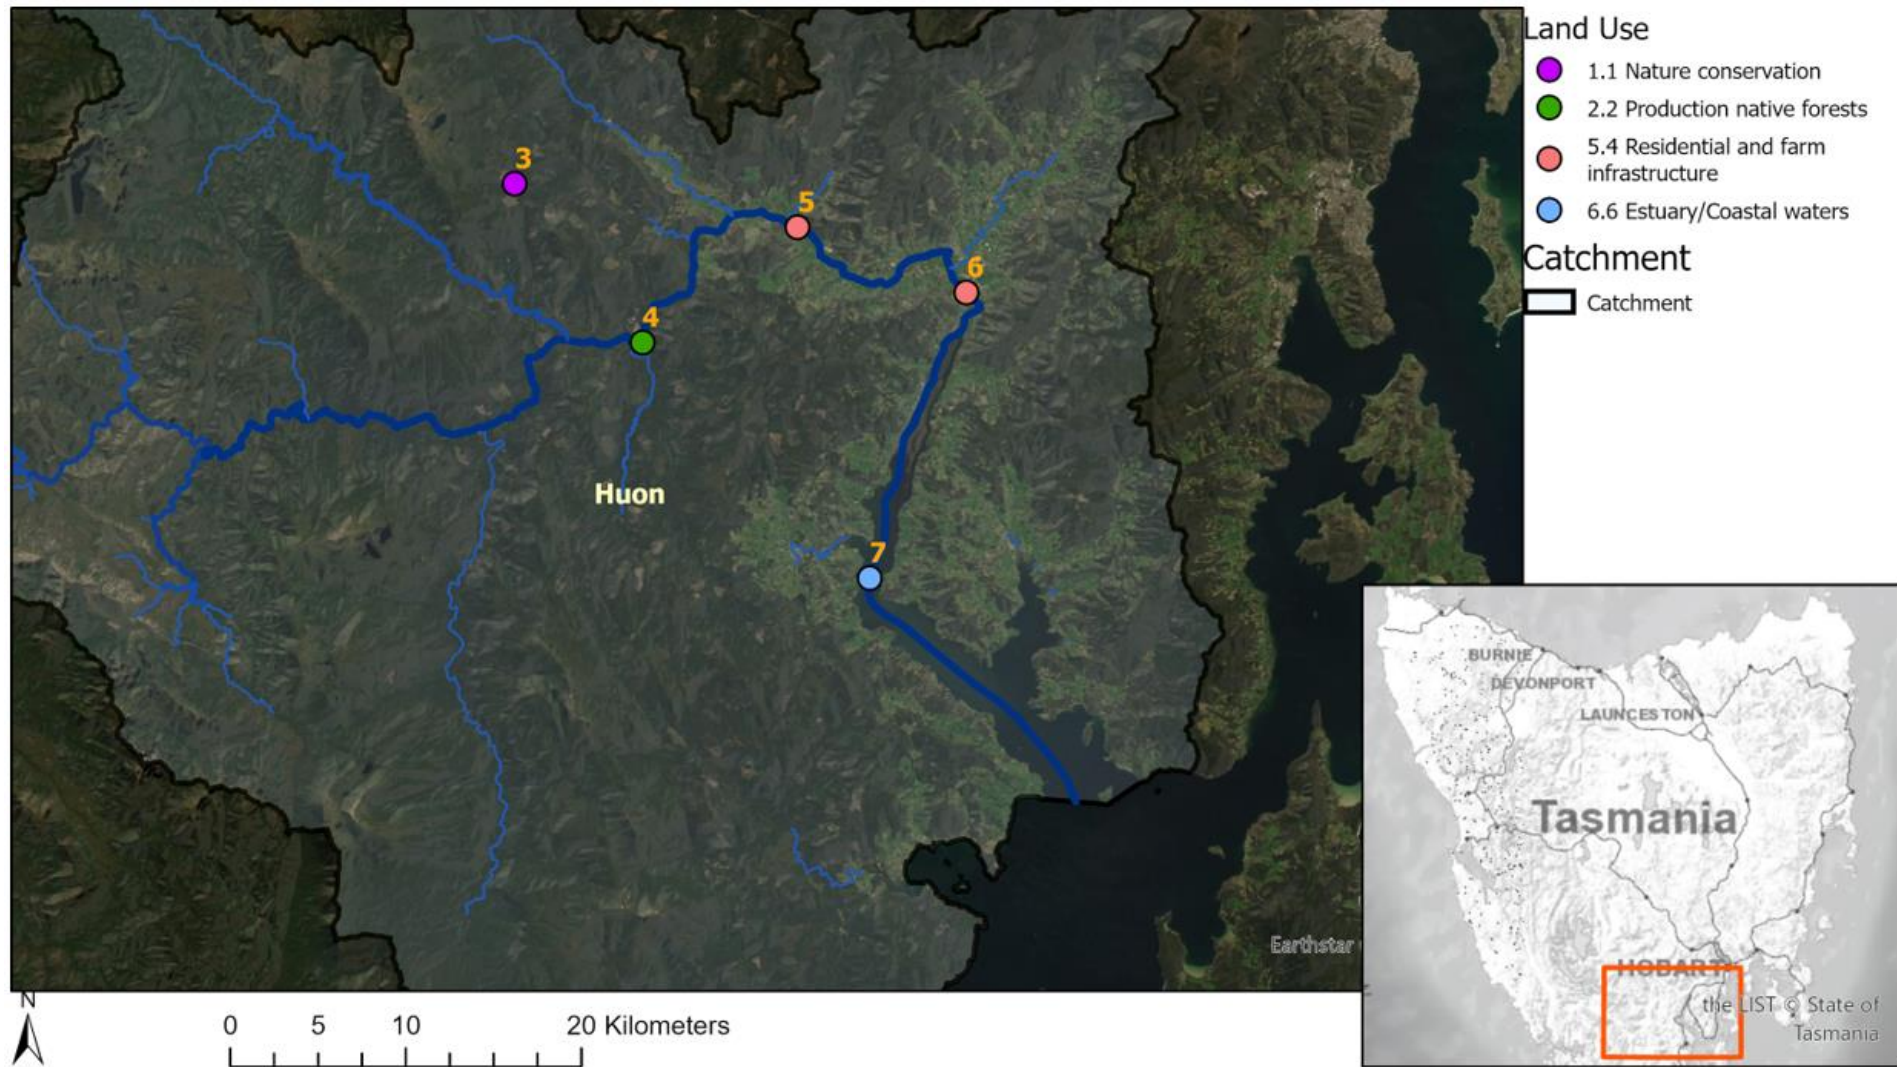 Land Use
1.1 Nature conservation
2.2 Production native forests
5.4 Residential and farm
infrastructure
6.6 Estuary/Coastal waters
Catchment
Catchment
3
5
6
4
Huon
7
Earthstar
N
0 5 10 20 Kilometers
BURNIE
DEVONPORT
LAUNCESTON
Tasmania
HOBART
the LIST © State of
Tasmania